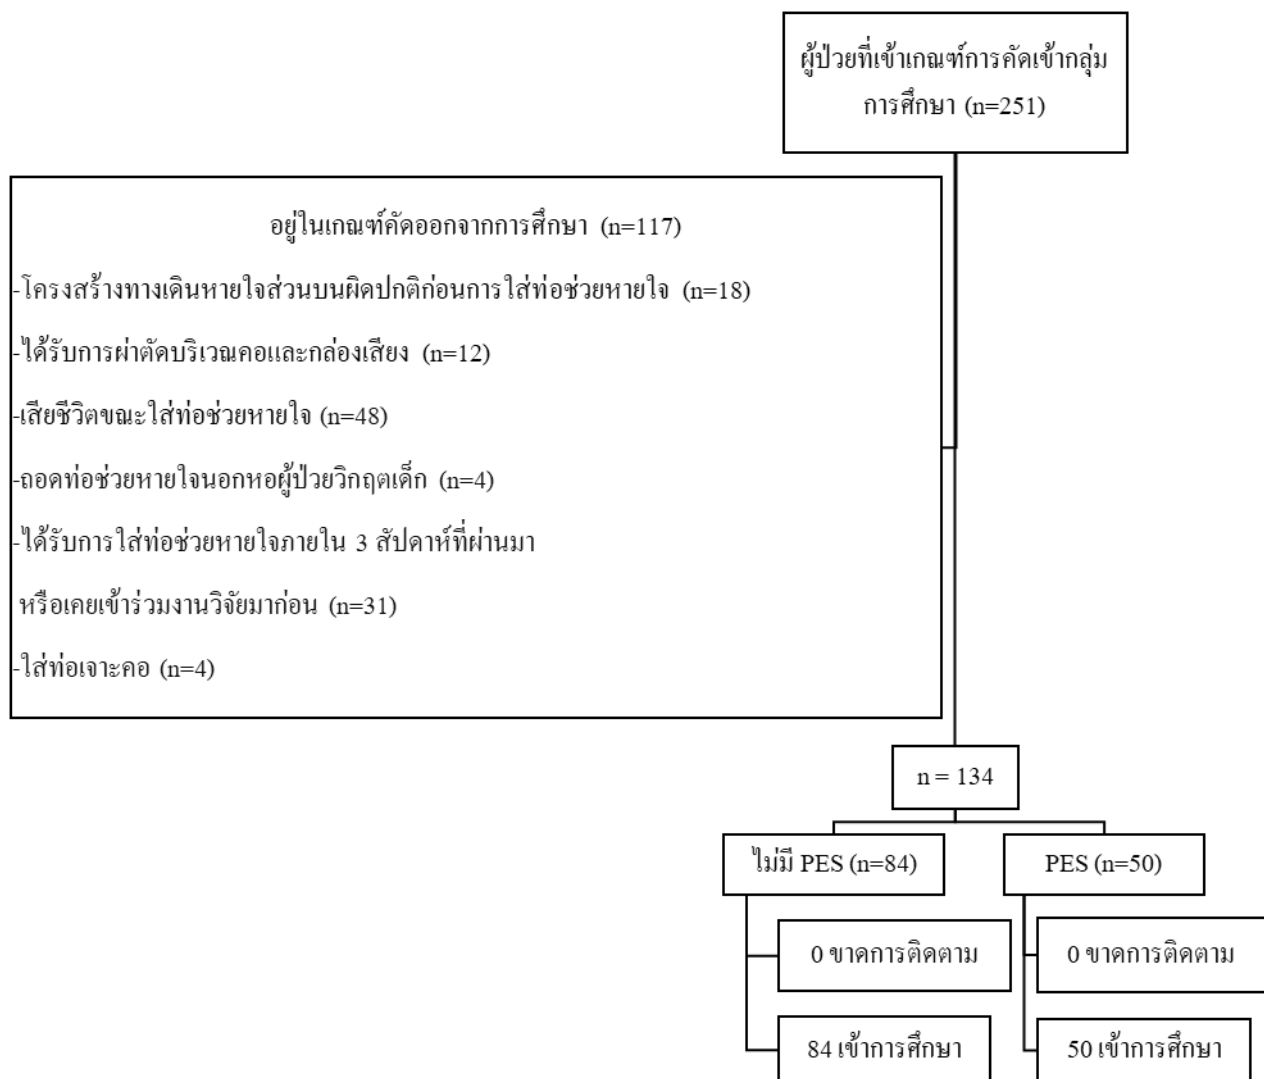 ผู้ป่วยที่เข้าเกณฑ์การคัดเข้ากลุ่ม
การศึกษา (n=251)
อยู่ในเกณฑ์คัดออกจากการศึกษา (n=117)
-โครงสร้างทางเดินหายใจส่วนบนผิดปกติก่อนการใส่ท่อช่วยหายใจ (n=18)
-ได้รับการผ่าตัดบริเวณคอและกล่องเสียง (n=12)
-เสียชีวิตขณะใส่ท่อช่วยหายใจ (n=48)
-ถอดท่อช่วยหายใจนอกหอผู้ป่วยวิกฤตเด็ก (n=4)
-ได้รับการใส่ท่อช่วยหายใจภายใน 3 สัปดาห์ที่ผ่านมา
หรือเคยเข้าร่วมงานวิจัยมาก่อน (n=31)
-ใส่ท่อเจาะคอ (n=4)
n = 134
ไม่มี PES (n=84)
PES (n=50)
0 ขาดการติดตาม
0 ขาดการติดตาม
84 เข้าการศึกษา
50 เข้าการศึกษา